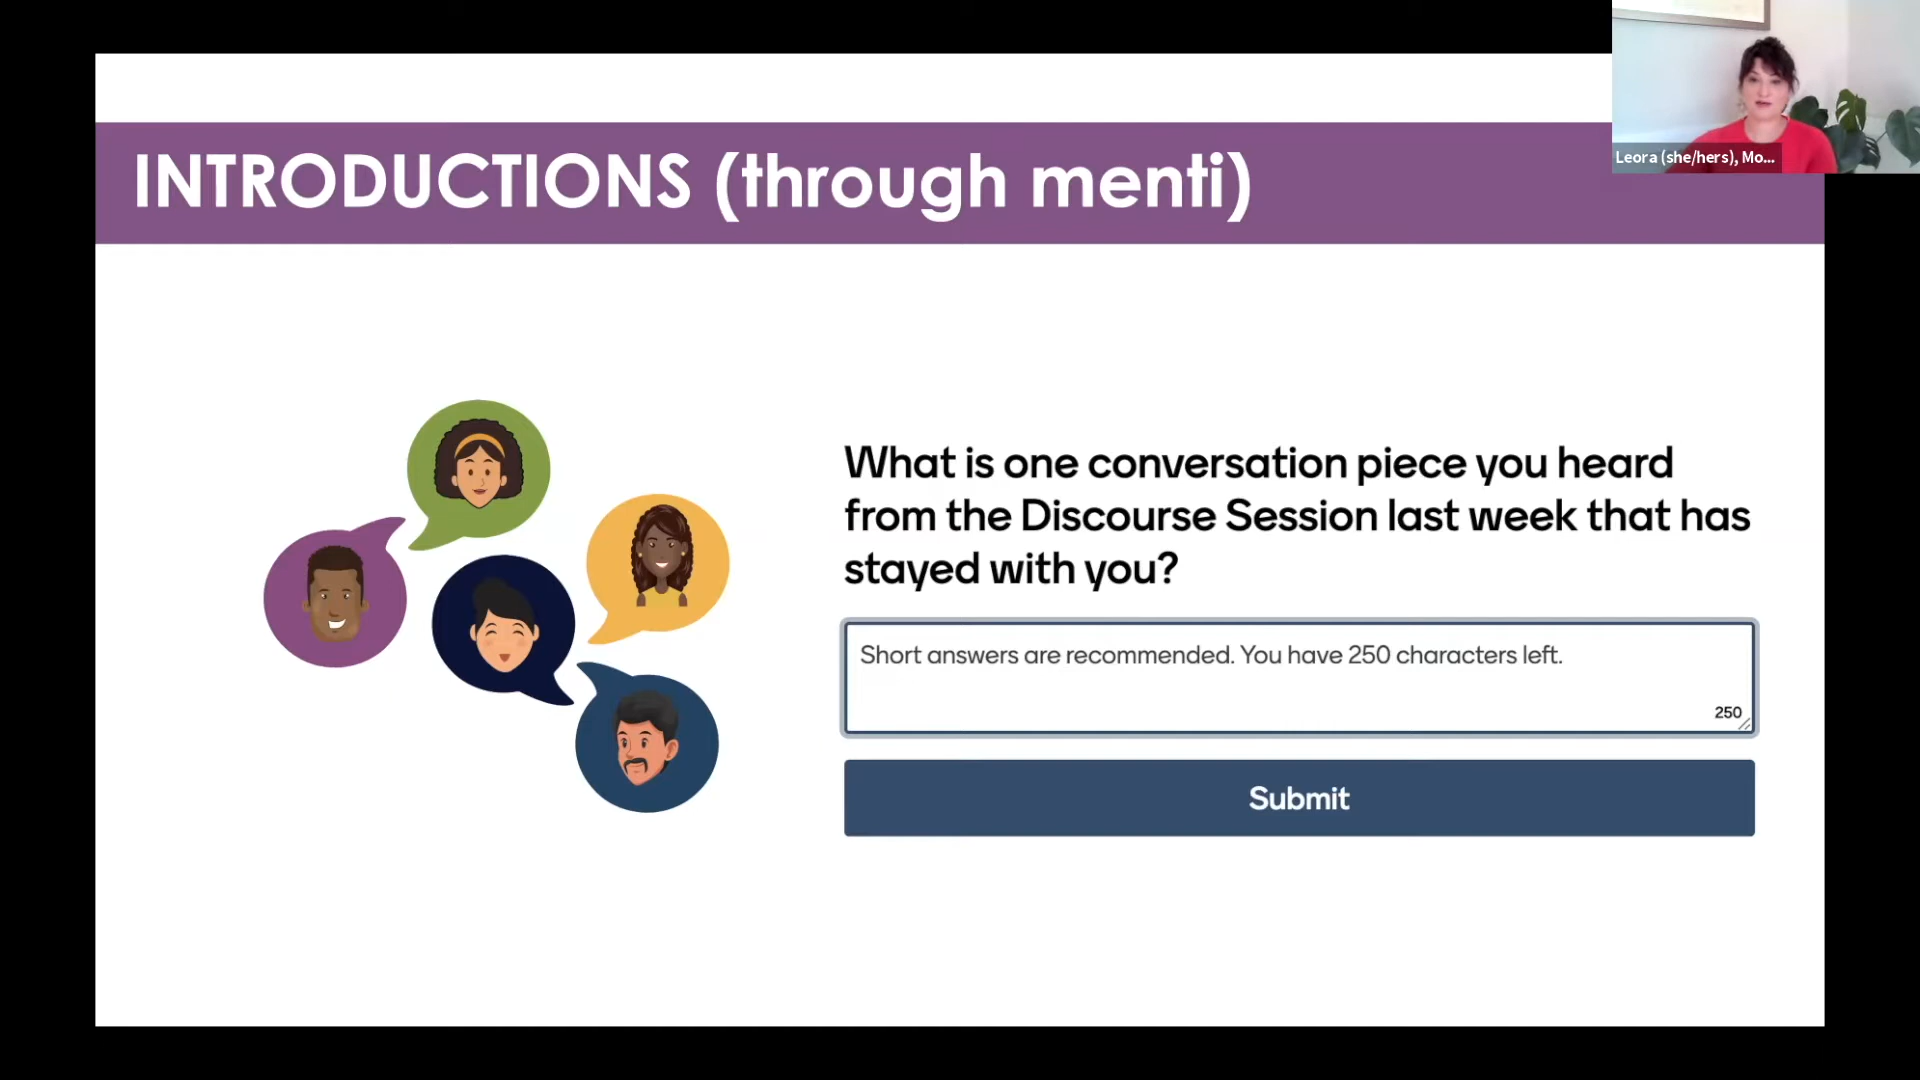 INTRODUCTIONS (through menti)
Leora (she/hers), Mo...
What is one conversation piece you heard
from the Discourse Session last week that has
stayed with you?
Short answers are recommended. You have 250 characters left.
250
Submit